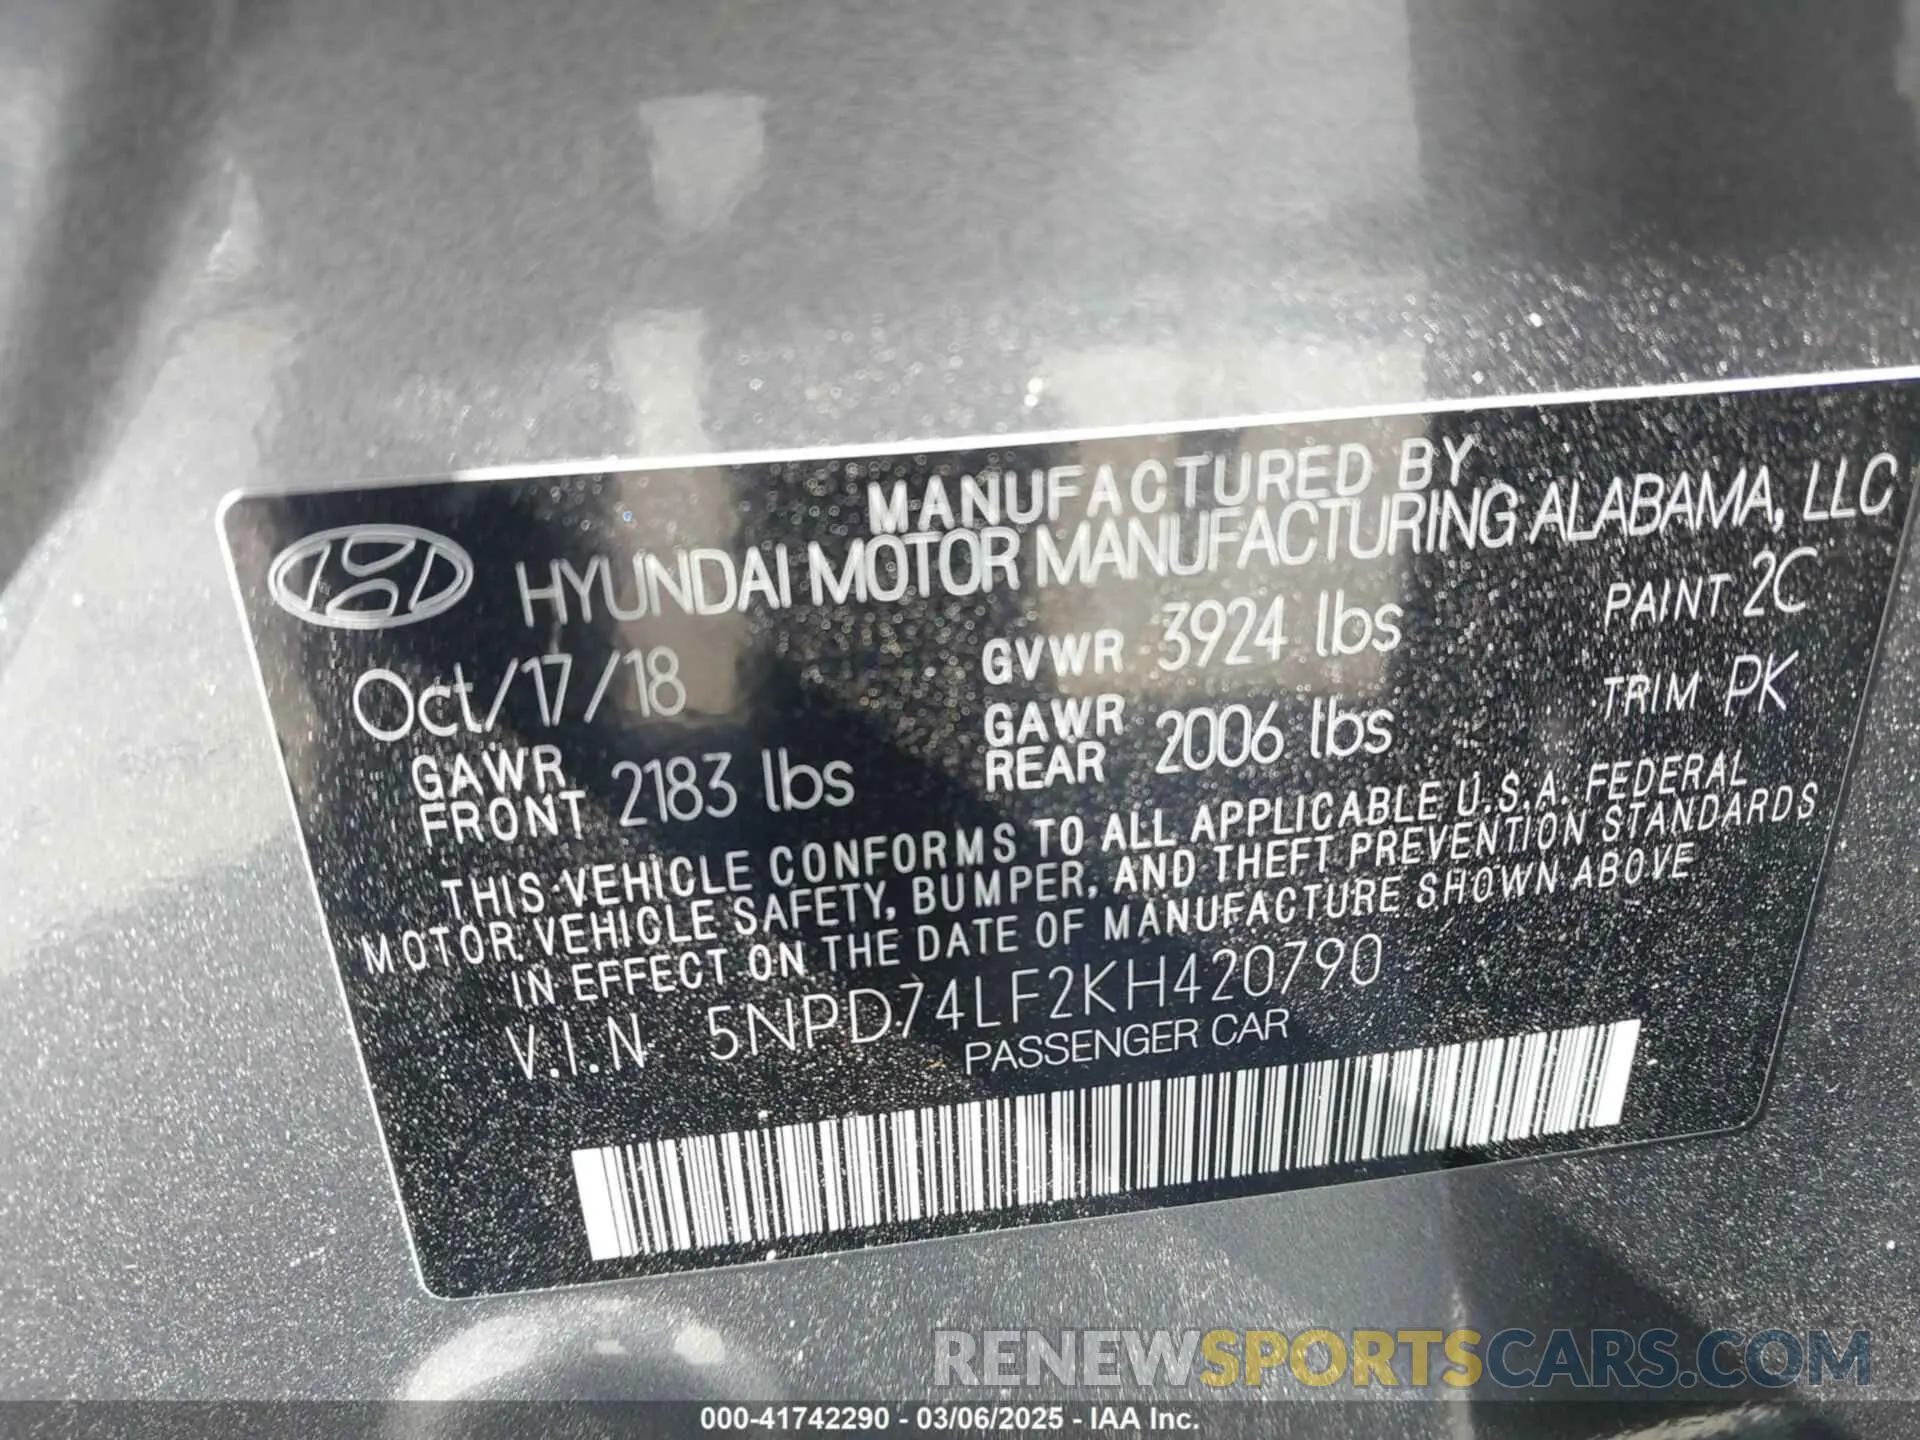 MANUFACTURED BY
HYUNDAI MOTOR MANUFACTURING ALABAMA, LLC
Oct/17/18 GVWR 3924 lbs PAINT 2C
GAWR FRONT 2183 lbs GAWR REAR 2006 lbs TRIM PK
THIS VEHICLE CONFORMS TO ALL APPLICABLE U.S.A. FEDERAL
MOTOR VEHICLE SAFETY, BUMPER, AND THEFT PREVENTION STANDARDS
IN EFFECT ON THE DATE OF MANUFACTURE SHOWN ABOVE
V.I.N 5NPD74LF2KH420790
PASSENGER CAR
RENEWSPORTSCARS.COM
000-41742290 - 03/06/2025 - IAA Inc.